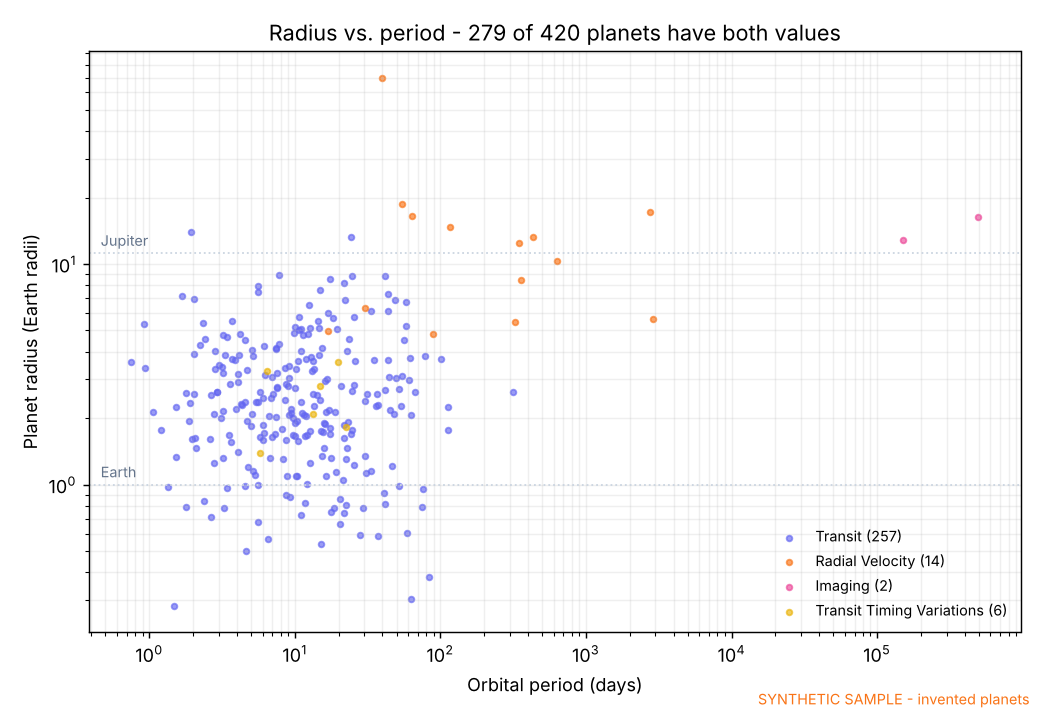 Radius vs. period - 279 of 420 planets have both values
Planet radius (Earth radii)
10¹
10⁰
Jupiter
Earth
Transit (257)
Radial Velocity (14)
Imaging (2)
Transit Timing Variations (6)
10⁰ 10¹ 10² 10³ 10⁴ 10⁵
Orbital period (days)
SYNTHETIC SAMPLE - invented planets